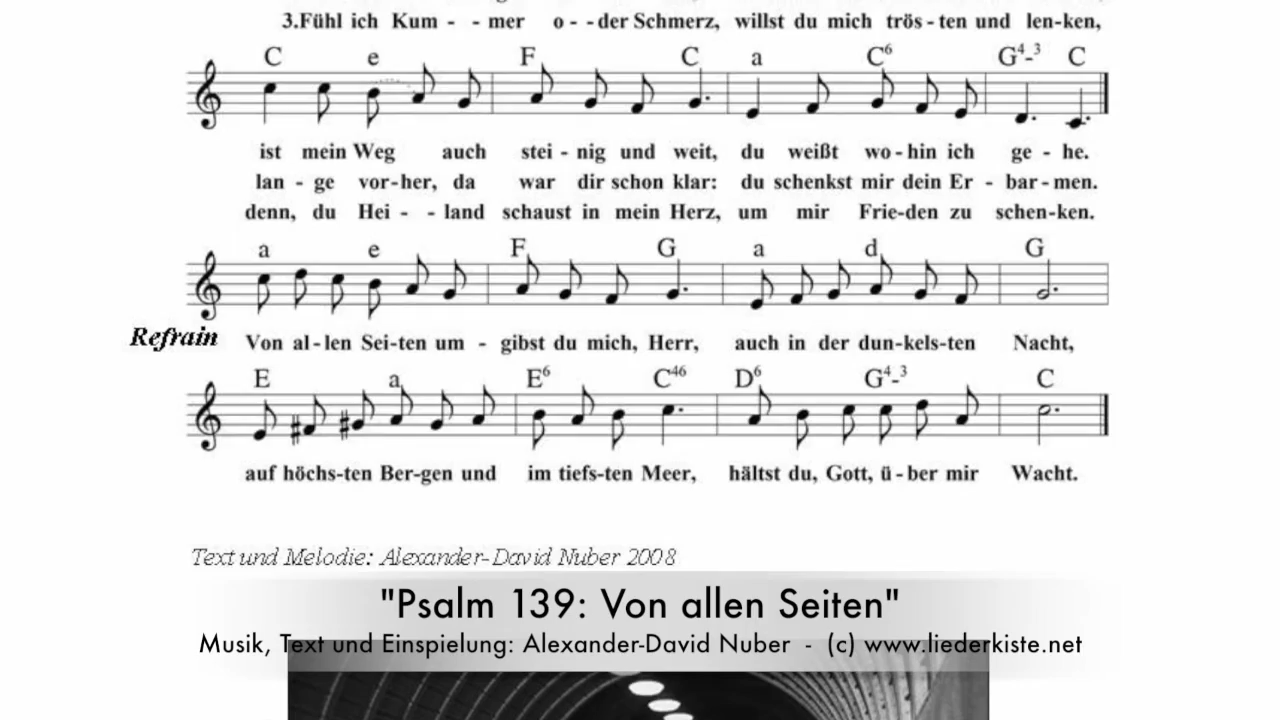 3.Fühl ich Kum - - mer o - - der Schmerz, willst du mich trös - ten und len - ken,
C e F C a C6 G4-3 C
ist mein Weg auch stei - nig und weit, du weißt wo - hin ich ge - he.
lan - ge vor - her, da war dir schon klar: du schenkst mir dein Er - bar - men.
denn, du Hei - - land schaust in mein Herz, um mir Frie - den zu schen - ken.
a e F G a d G
Refrain Von al - len Sei - ten um - gibst du mich, Herr, auch in der dun - kels - ten Nacht,
E a E6 C46 D6 G4-3 C
auf höchs - ten Ber - gen und im tiefs - ten Meer, hältst du, Gott, ü - ber mir Wacht.
Text und Melodie: Alexander-David Nuber 2008
"Psalm 139: Von allen Seiten"
Musik, Text und Einspielung: Alexander-David Nuber - (c) www.liederkiste.net